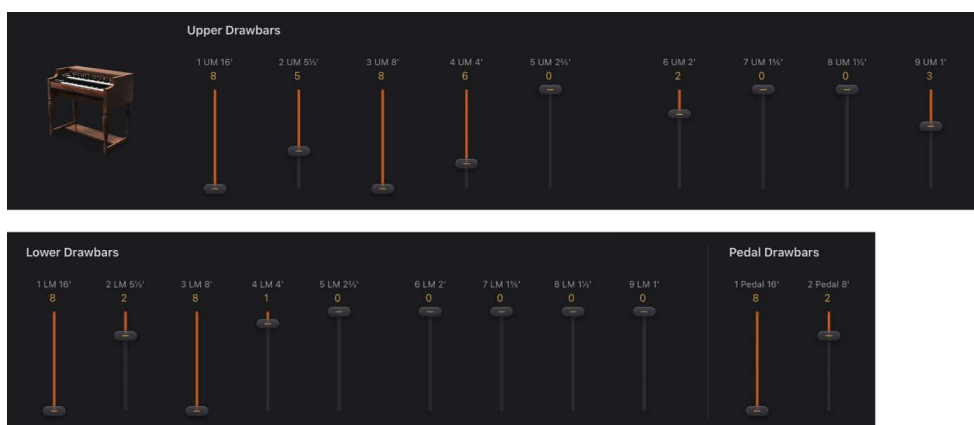 Upper Drawbars
1 UM 16' 2 UM 5⅓' 3 UM 8' 4 UM 4' 5 UM 2⅔' 6 UM 2' 7 UM 1⅗' 8 UM 1⅓' 9 UM 1'
8 5 8 6 0 2 0 0 3
Lower Drawbars Pedal Drawbars
1 LM 16' 2 LM 5⅓' 3 LM 8' 4 LM 4' 5 LM 2⅔' 6 LM 2' 7 LM 1⅗' 8 LM 1⅓' 9 LM 1' 1 Pedal 16' 2 Pedal 8'
8 2 8 1 0 0 0 0 0 8 2